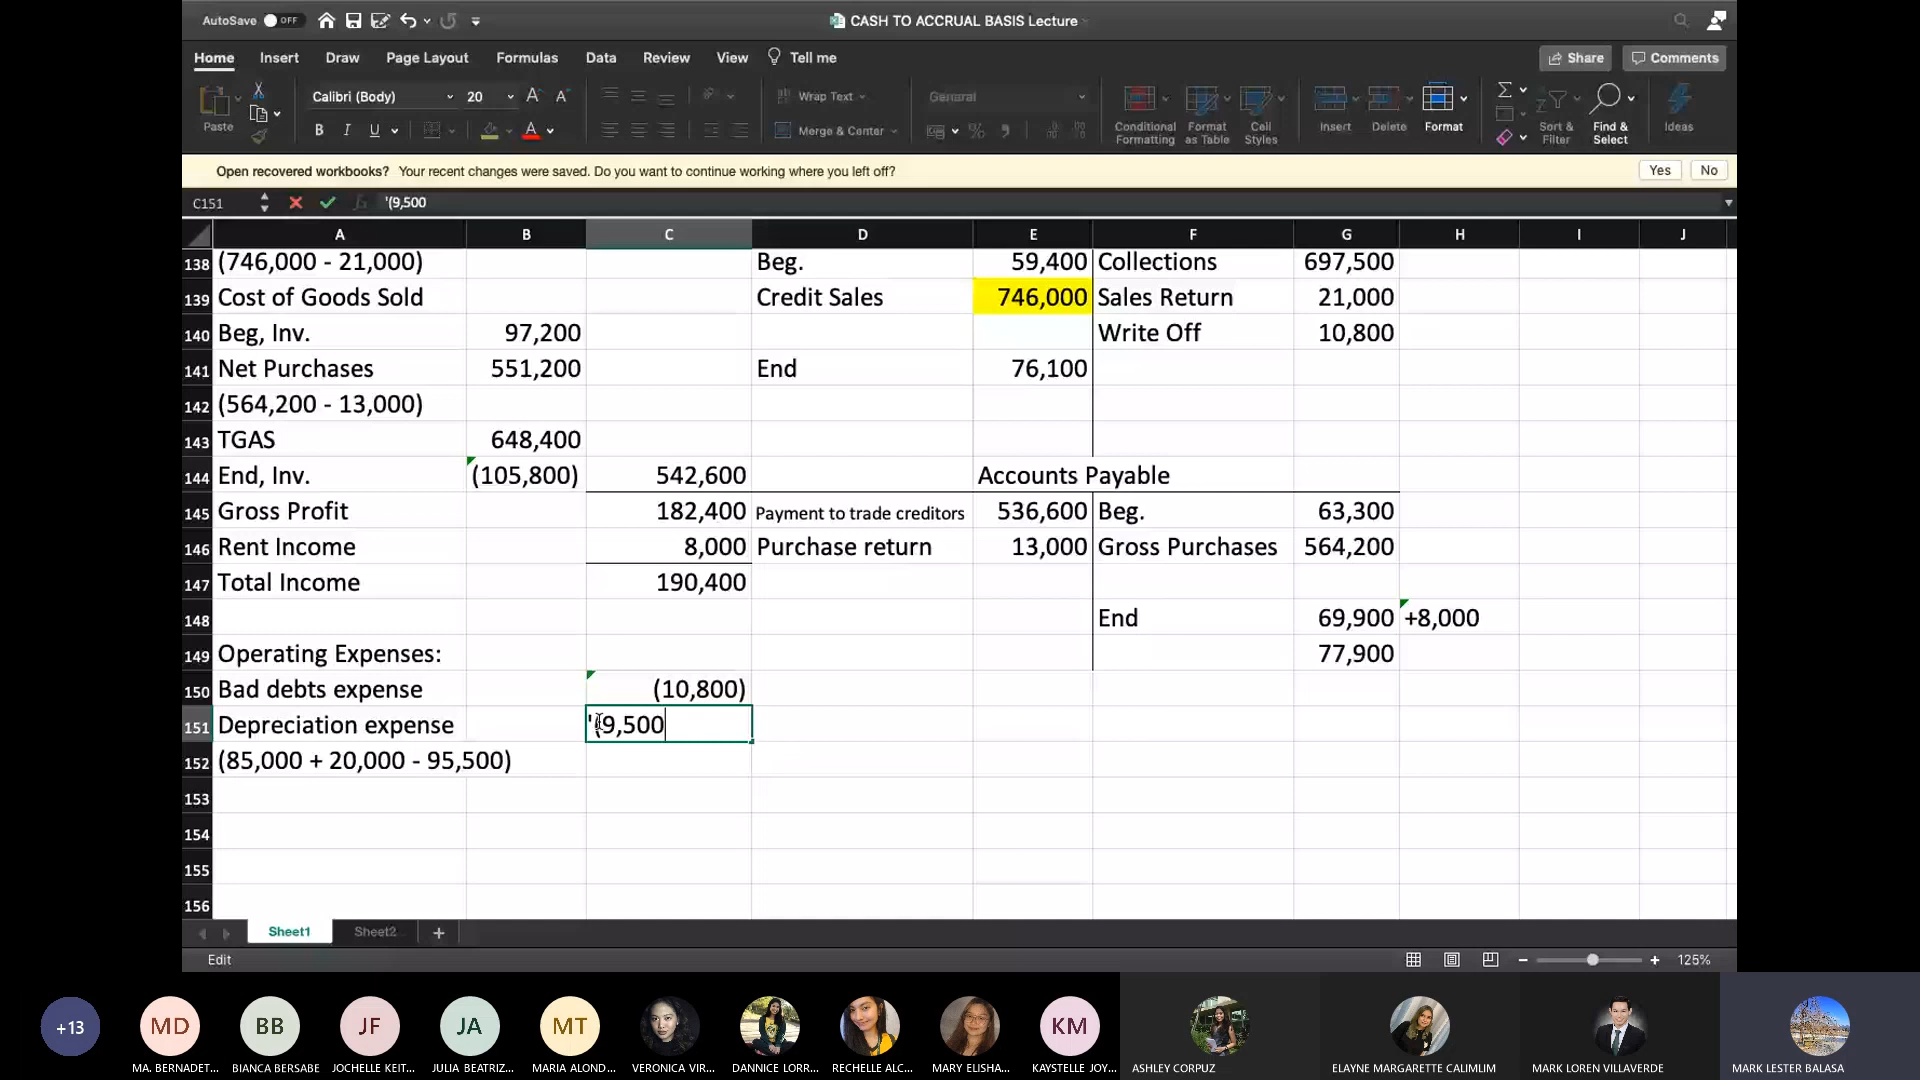 AutoSave OFF CASH TO ACCRUAL BASIS Lecture
Home Insert Draw Page Layout Formulas Data Review View Tell me Share Comments
Paste Calibri (Body) 20 A A Wrap Text General
B I U A Merge & Center
Conditional Formatting Format as Table Cell Styles Insert Delete Format Sort & Filter Find & Select Ideas
Open recovered workbooks? Your recent changes were saved. Do you want to continue working where you left off? Yes No
C151 fx '(9,500
A B C D E F G H I J
138 (746,000 - 21,000) Beg. 59,400 Collections 697,500
139 Cost of Goods Sold Credit Sales 746,000 Sales Return 21,000
140 Beg, Inv. 97,200 Write Off 10,800
141 Net Purchases 551,200 End 76,100
142 (564,200 - 13,000)
143 TGAS 648,400
144 End, Inv. (105,800) 542,600 Accounts Payable
145 Gross Profit 182,400 Payment to trade creditors 536,600 Beg. 63,300
146 Rent Income 8,000 Purchase return 13,000 Gross Purchases 564,200
147 Total Income 190,400
148 End 69,900 +8,000
149 Operating Expenses: 77,900
150 Bad debts expense (10,800)
151 Depreciation expense '(9,500
152 (85,000 + 20,000 - 95,500)
153
154
155
156
Sheet1 Sheet2 +
Edit 125%
+13 MD BB JF JA MT KM
MA. BERNADET... BIANCA BERSABE JOCHELLE KEIT... JULIA BEATRIZ... MARIA ALOND... VERONICA VIR... DANNICE LORR... RECHELLE ALC... MARY ELISHA... KAYSTELLE JOY... ASHLEY CORPUZ ELAYNE MARGARETTE CALIMLIM MARK LOREN VILLAVERDE MARK LESTER BALASA